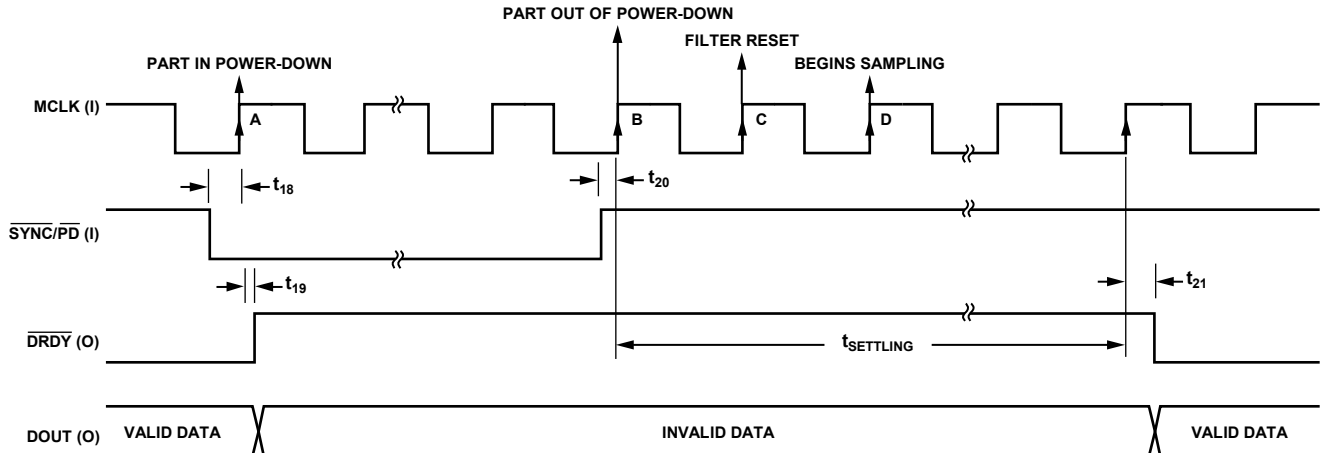 PART OUT OF POWER-DOWN
FILTER RESET
PART IN POWER-DOWN
BEGINS SAMPLING
MCLK (I)
A
B
C
D
t18
t20
SYNC/PD (I)
t19
t21
DRDY (O)
tSETTLING
DOUT (O)
VALID DATA
INVALID DATA
VALID DATA